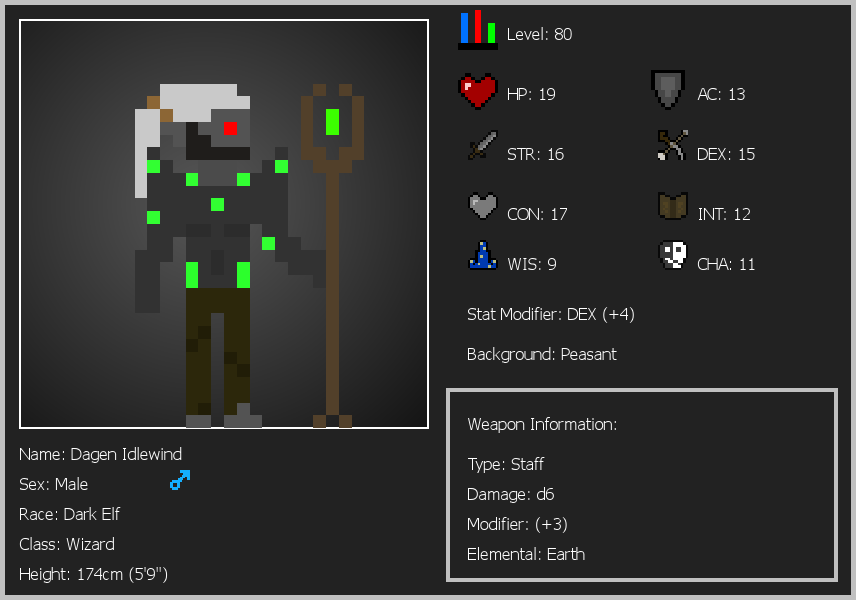 Level: 80
HP: 19
AC: 13
STR: 16
DEX: 15
CON: 17
INT: 12
WIS: 9
CHA: 11
Stat Modifier: DEX (+4)
Background: Peasant
Weapon Information:
Type: Staff
Damage: d6
Modifier: (+3)
Elemental: Earth
Name: Dagen Idlewind
Sex: Male
Race: Dark Elf
Class: Wizard
Height: 174cm (5'9")